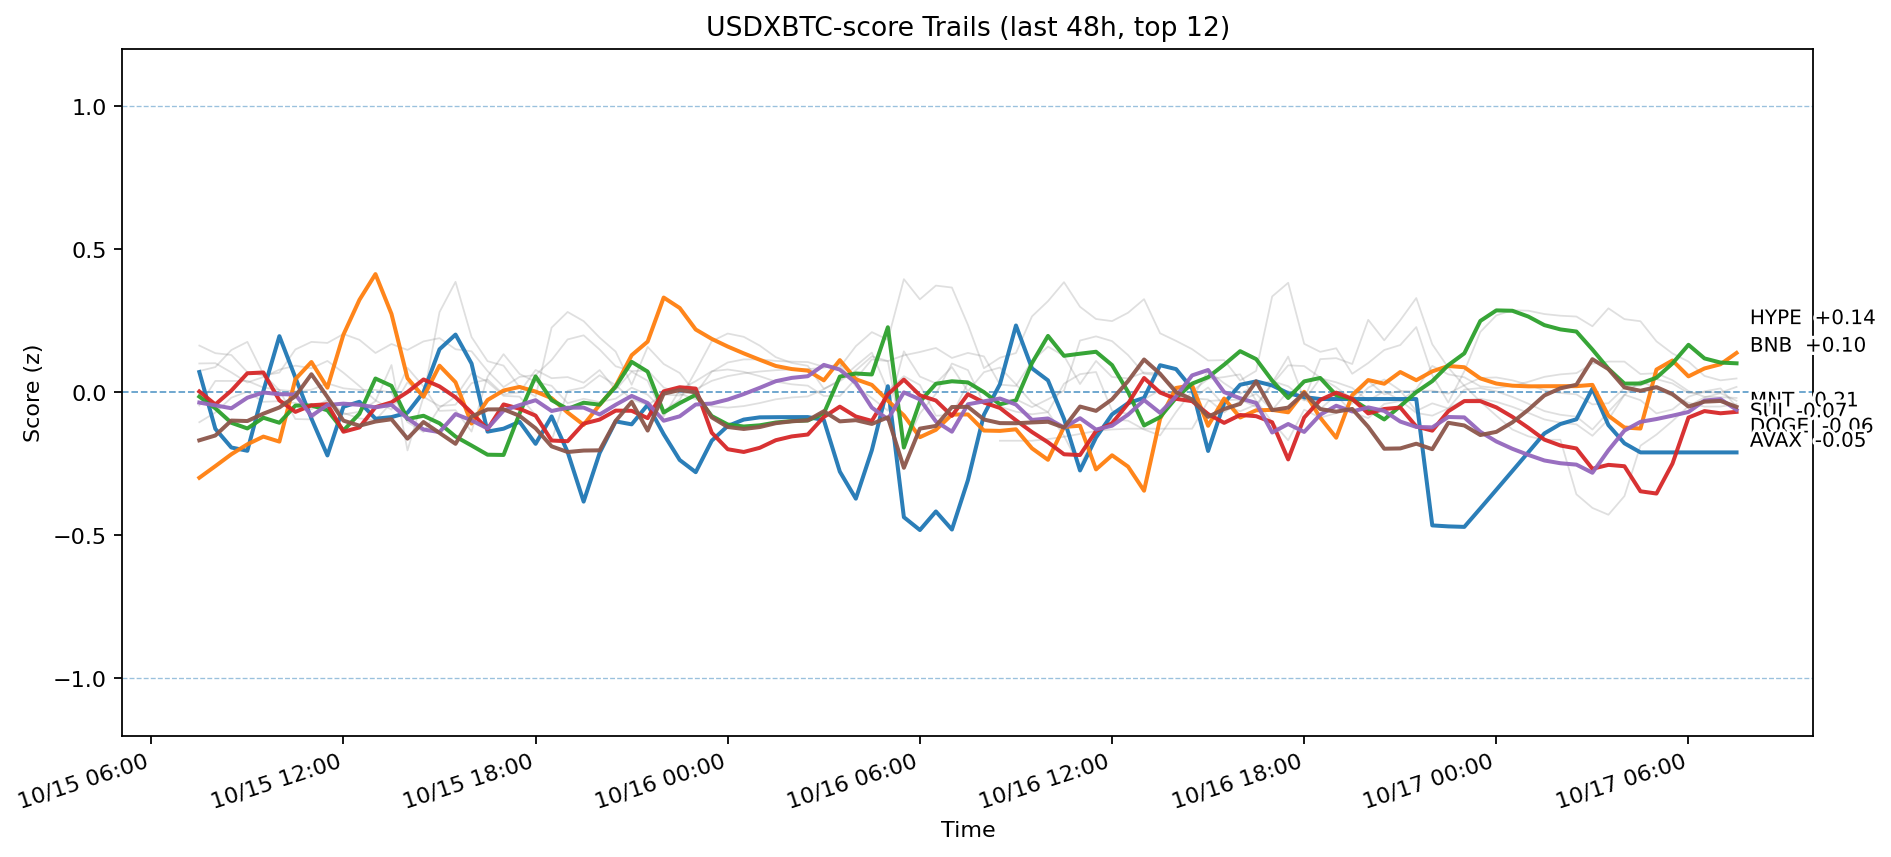 USDXBTC-score Trails (last 48h, top 12)
Score (z)
1.0
0.5
0.0
−0.5
−1.0
HYPE +0.14
BNB +0.10
MNT -0.21
SUI -0.07
DOGE -0.06
AVAX -0.05
10/15 06:00
10/15 12:00
10/15 18:00
10/16 00:00
10/16 06:00
10/16 12:00
10/16 18:00
10/17 00:00
10/17 06:00
Time